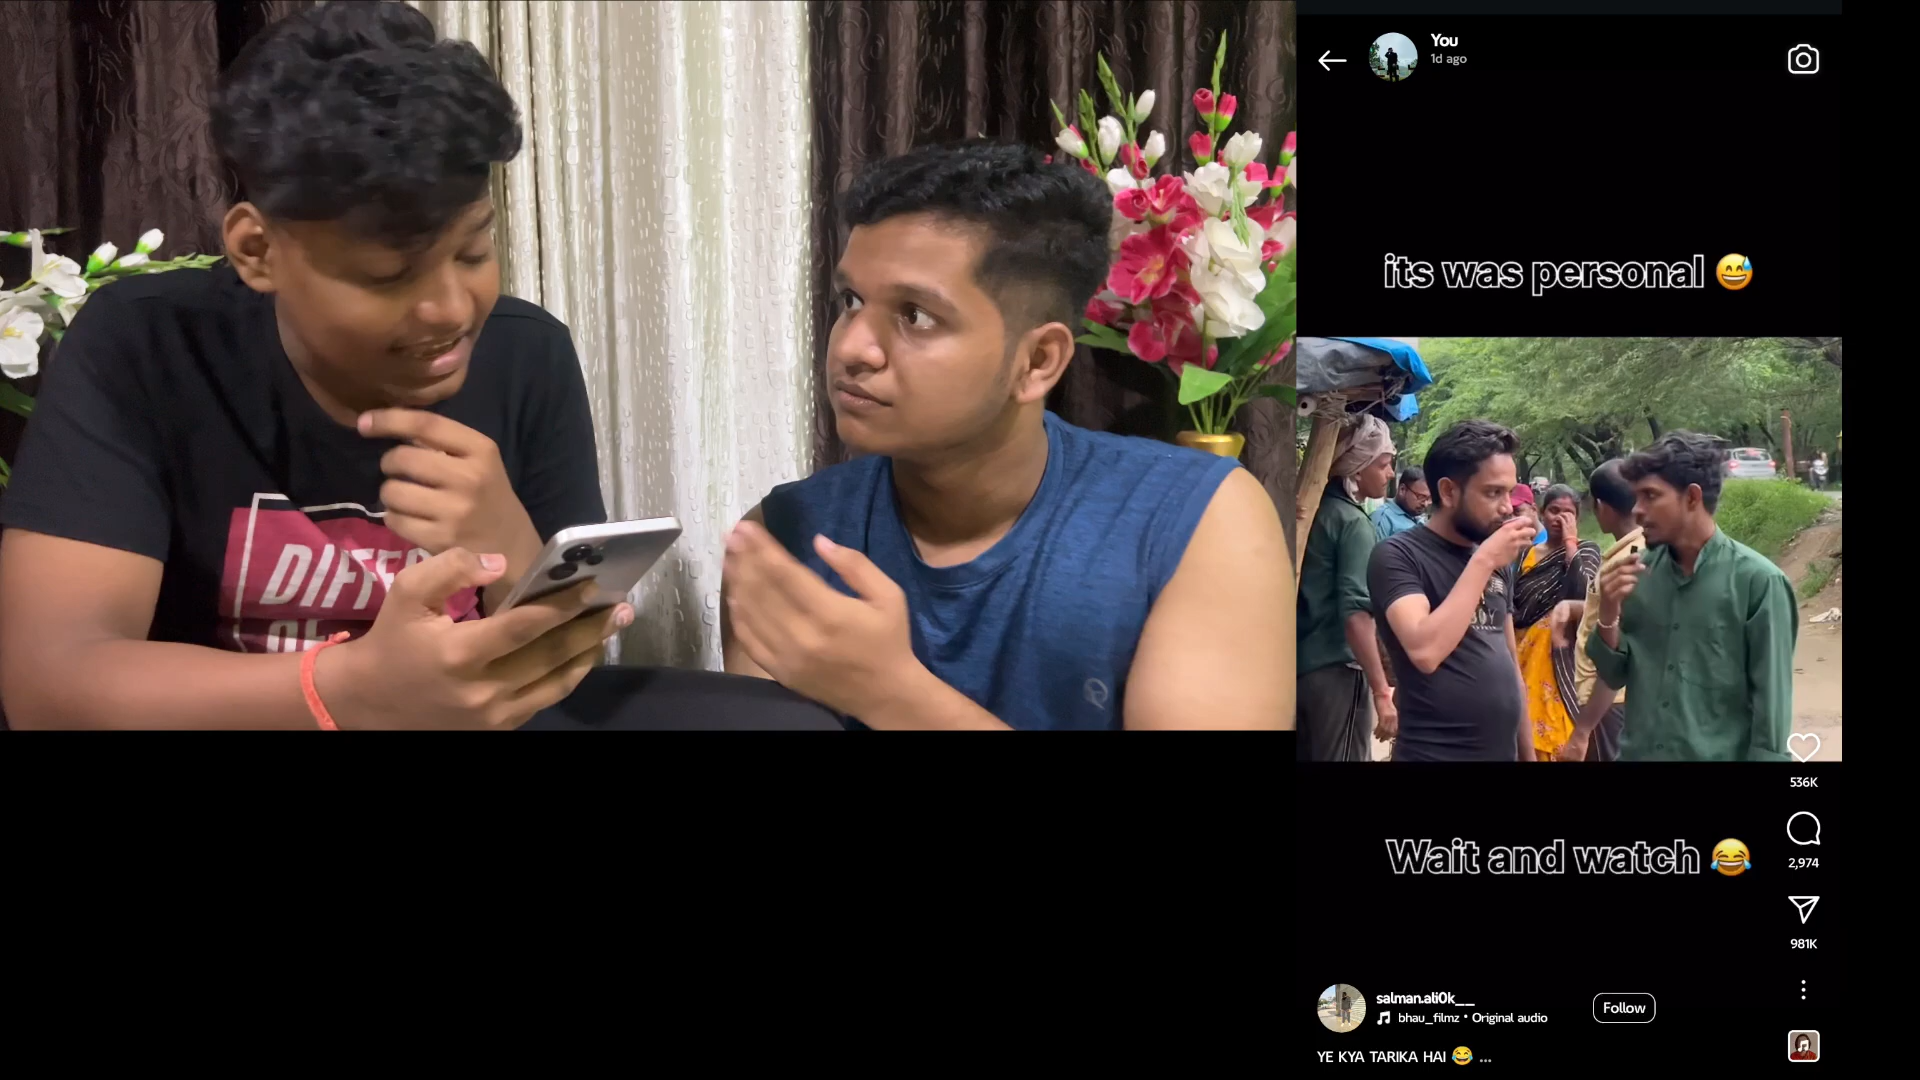 DIFFE
You
1d ago
its was personal 😅
536K
2,974
Wait and watch 😂
981K
salman.ali0k__
bhau_filmz • Original audio
Follow
YE KYA TARIKA HAI 😂 ...